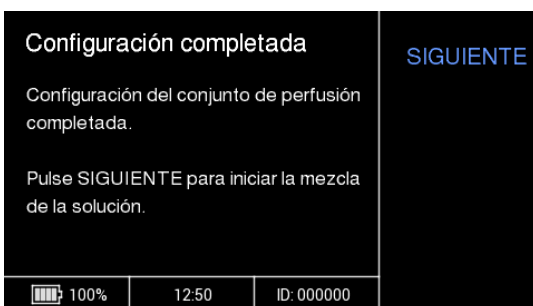 Configuración completada
SIGUIENTE
Configuración del conjunto de perfusión
completada.
Pulse SIGUIENTE para iniciar la mezcla
de la solución.
100%
12:50
ID: 000000